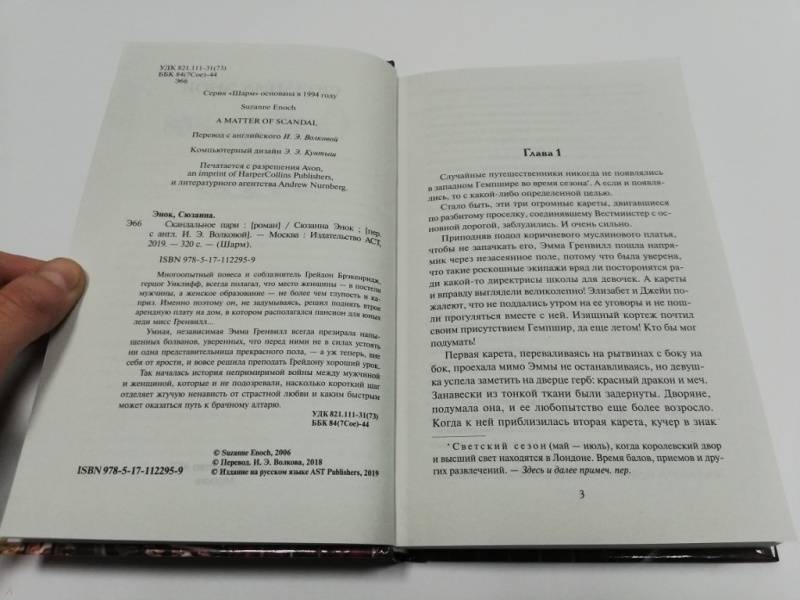 УДК 821.111-31(73)
ББК 84(7Сое)-44
Э66
Серия «Шарм» основана в 1994 году
Suzanne Enoch
A MATTER OF SCANDAL
Перевод с английского И. Э. Волковой
Компьютерный дизайн Э. Э. Кунтыш
Печатается с разрешения Avon,
an imprint of HarperCollins Publishers,
и литературного агентства Andrew Nurnberg.
Энок, Сюзанна.
Э66 Скандальное пари : [роман] / Сюзанна Энок ; [пер.
с англ. И. Э. Волковой]. — Москва : Издательство АСТ,
2019. — 320 с. — (Шарм).
ISBN 978-5-17-112295-9
Многоопытный повеса и соблазнитель Грейдон Брэкенридж,
герцог Уиклифф, всегда полагал, что место женщины — в постели
мужчины, а женское образование — не более чем глупость и ка-
приз. Именно поэтому он, не задумываясь, решил поднять втрое
арендную плату на дом, в котором располагался пансион для юных
леди мисс Гренвилл...
Умная, независимая Эмма Гренвилл всегда презирала напы-
щенных болванов, уверенных, что перед ними не в силах устоять
ни одна представительница прекрасного пола, — а уж теперь, вне
себя от ярости, и вовсе решила преподать Грейдону хороший урок.
Так началась история непримиримой войны между мужчиной
и женщиной, которые и не подозревали, насколько короткий шаг
отделяет жгучую ненависть от страстной любви и каким быстрым
может оказаться путь к брачному алтарю.
УДК 821.111-31(73)
ББК 84(7Сое)-44
© Suzanne Enoch, 2006
© Перевод. И. Э. Волкова, 2018
ISBN 978-5-17-112295-9 © Издание на русском языке AST Publishers, 2019
Глава 1
Случайные путешественники никогда не появлялись
в западном Гемпшире во время сезона*. А если и появля-
лись, то с какой-либо определенной целью.
Стало быть, эти три огромные кареты, двигавшиеся
по разбитому проселку, соединявшему Вестминстер с ос-
новной дорогой, заблудились. И очень сильно.
Приподняв подол коричневого муслинового платья,
чтобы не запачкать его, Эмма Гренвилл пошла напря-
мик через незасеянное поле, потому что была уверена,
что такие роскошные экипажи вряд ли посторонятся ра-
ди какой-то директрисы школы для девочек. А кареты
и вправду выглядели великолепно! Элизабет и Джейн по-
жалеют, что не поддались утром на ее уговоры и не пош-
ли прогуляться вместе с ней. Изящный кортеж почтил
своим присутствием Гемпшир, да еще летом! Кто бы мог
подумать!
Первая карета, переваливаясь на рытвинах с боку на
бок, проехала мимо Эммы не останавливаясь, но девуш-
ка успела заметить на дверце герб: красный дракон и меч.
Занавески из тонкой ткани были задернуты. Дворяне,
подумала она, и ее любопытство еще более возросло.
Когда к ней приблизилась вторая карета, кучер в знак
* Светский сезон (май — июль), когда королевский двор
и высший свет находятся в Лондоне. Время балов, приемов и дру-
гих развлечений. — Здесь и далее примеч. пер.
3